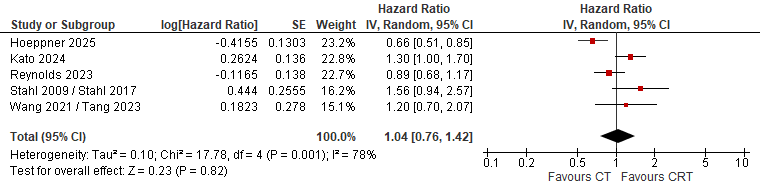 Hazard Ratio Hazard Ratio
Study or Subgroup log[Hazard Ratio] SE Weight IV, Random, 95% CI IV, Random, 95% CI
Hoeppner 2025 -0.4155 0.1303 23.2% 0.66 [0.51, 0.85]
Kato 2024 0.2624 0.136 22.8% 1.30 [1.00, 1.70]
Reynolds 2023 -0.1165 0.138 22.7% 0.89 [0.68, 1.17]
Stahl 2009 / Stahl 2017 0.444 0.2555 16.2% 1.56 [0.94, 2.57]
Wang 2021 / Tang 2023 0.1823 0.278 15.1% 1.20 [0.70, 2.07]
Total (95% CI) 100.0% 1.04 [0.76, 1.42]
Heterogeneity: Tau² = 0.10; Chi² = 17.78, df = 4 (P = 0.001); I² = 78%
Test for overall effect: Z = 0.23 (P = 0.82)
0.1 0.2 0.5 1 2 5 10
Favours CT Favours CRT